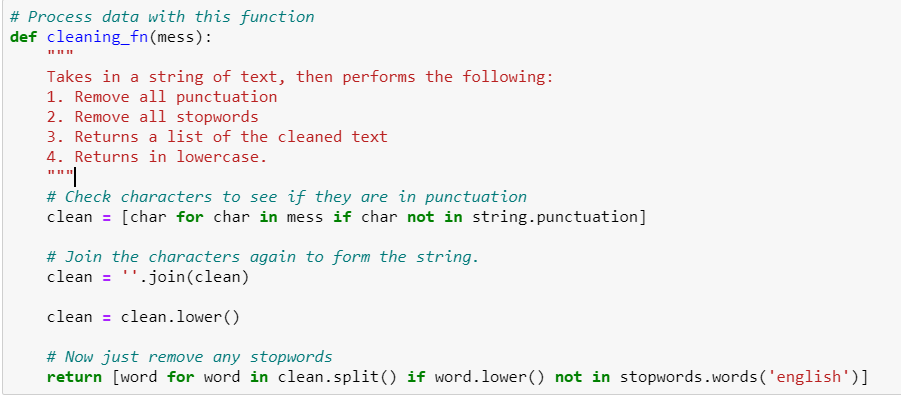 # Process data with this function
def cleaning_fn(mess):
    """
    Takes in a string of text, then performs the following:
    1. Remove all punctuation
    2. Remove all stopwords
    3. Returns a list of the cleaned text
    4. Returns in lowercase.
    """
    # Check characters to see if they are in punctuation
    clean = [char for char in mess if char not in string.punctuation]

    # Join the characters again to form the string.
    clean = ''.join(clean)

    clean = clean.lower()

    # Now just remove any stopwords
    return [word for word in clean.split() if word.lower() not in stopwords.words('english')]